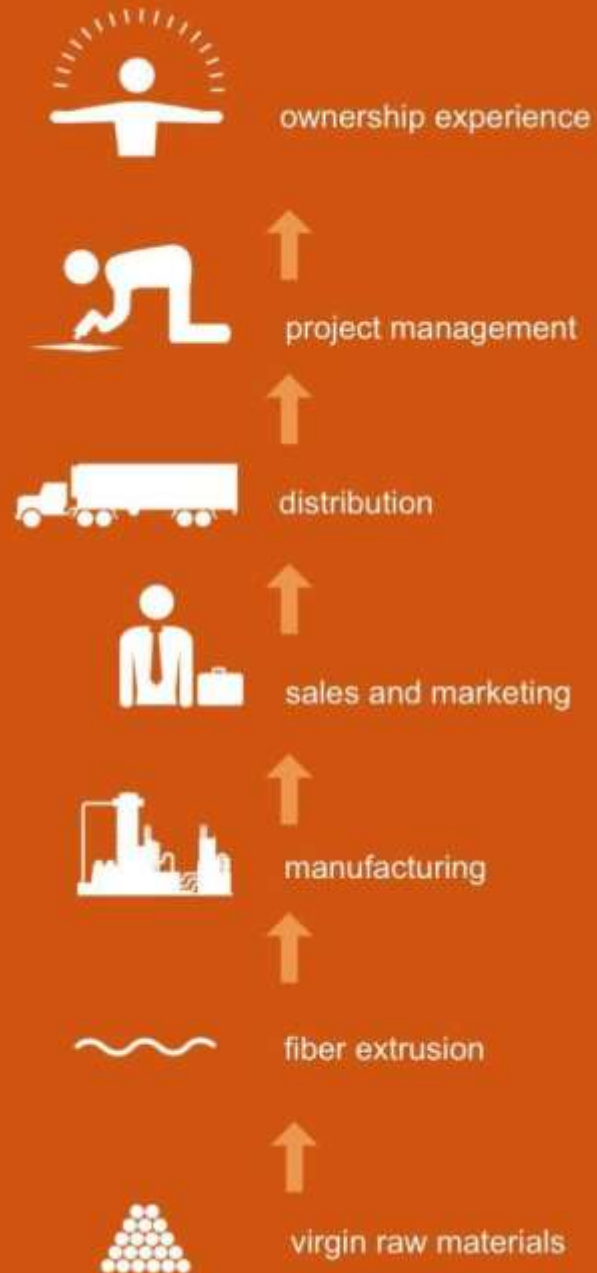 ownership experience
project management
distribution
sales and marketing
manufacturing
fiber extrusion
virgin raw materials